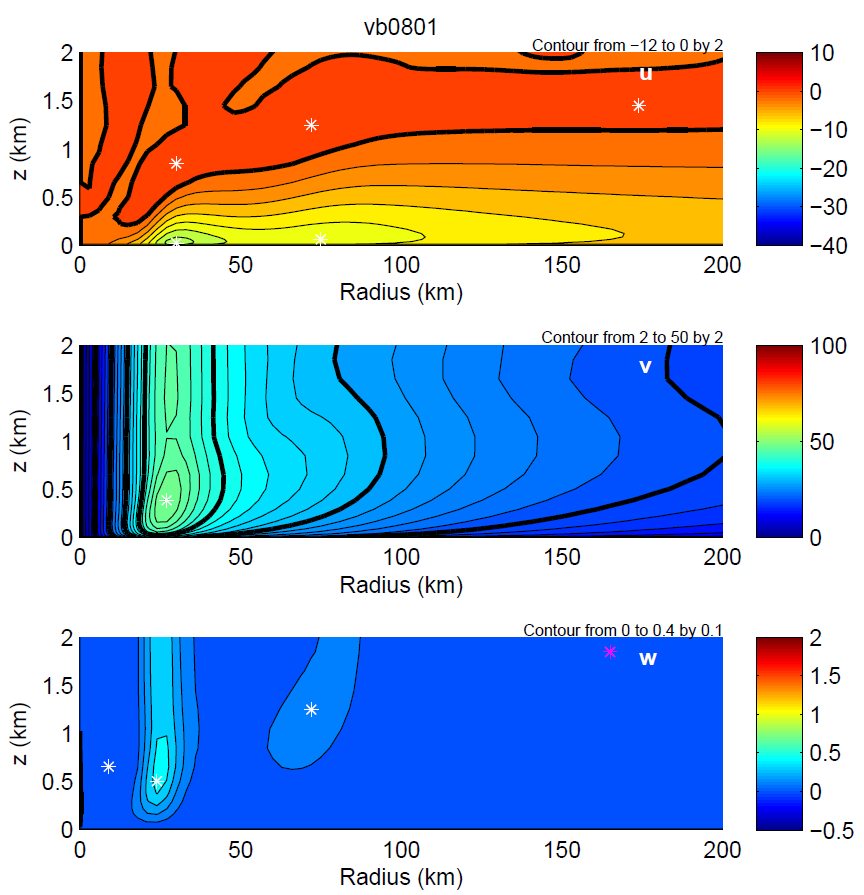 vb0801
Contour from −12 to 0 by 2
u
z (km)
2
1.5
1
0.5
0
0 50 100 150 200
Radius (km)
10
0
−10
−20
−30
−40
Contour from 2 to 50 by 2
v
z (km)
2
1.5
1
0.5
0
0 50 100 150 200
Radius (km)
100
50
0
Contour from 0 to 0.4 by 0.1
w
z (km)
2
1.5
1
0.5
0
0 50 100 150 200
Radius (km)
2
1.5
1
0.5
0
−0.5